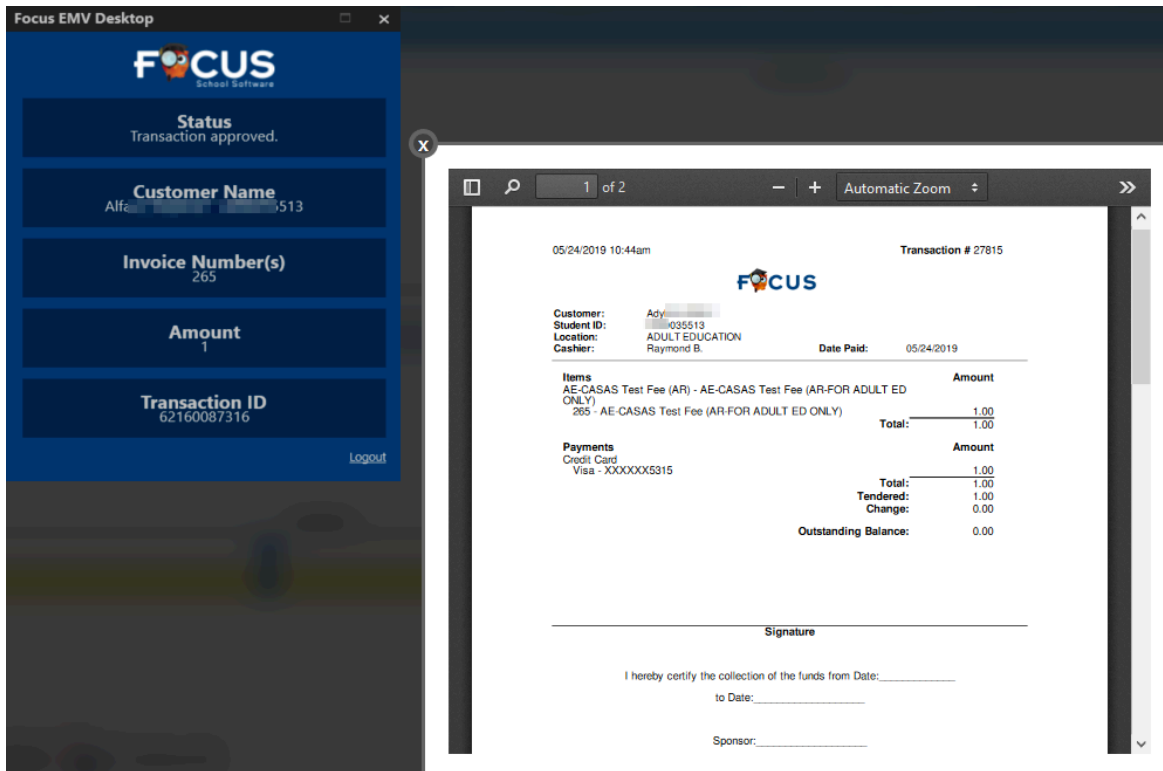 Focus EMV Desktop
FOCUS
School Software
Status
Transaction approved.
Customer Name
513
Invoice Number(s)
265
Amount
1
Transaction ID
62160087316
Logout
X
1 of 2
Automatic Zoom
05/24/2019 10:44am Transaction # 27815
FOCUS
Customer:
Student ID: 035513
Location: ADULT EDUCATION
Cashier: Raymond B. Date Paid: 05/24/2019
Items Amount
AE-CASAS Test Fee (AR) - AE-CASAS Test Fee (AR-FOR ADULT ED
ONLY)
265 - AE-CASAS Test Fee (AR-FOR ADULT ED ONLY) 1.00
Total: 1.00
Payments Amount
Credit Card
Visa - XXXXXX5315 1.00
Total: 1.00
Tendered: 1.00
Change: 0.00
Outstanding Balance: 0.00
Signature
I hereby certify the collection of the funds from Date:_____________
to Date:___________________
Sponsor:___________________